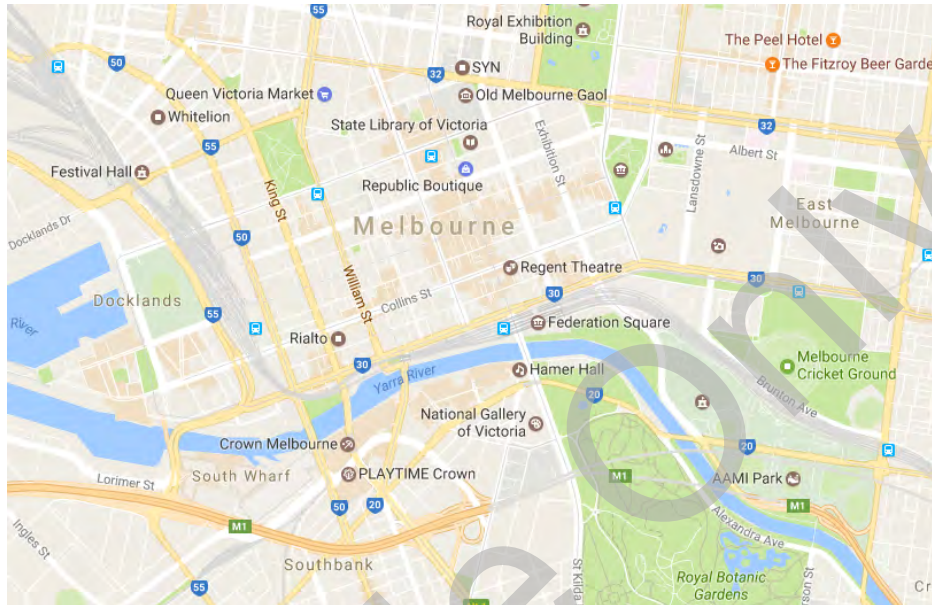 55
Royal Exhibition
Building
The Peel Hotel
50
SYN
32
The Fitzroy Beer Garde
Queen Victoria Market
Old Melbourne Gaol
Whitelion
State Library of Victoria
Exhibition St
32
55
Albert St
Festival Hall
Republic Boutique
Lansdowne St
King St
50
East
Melbourne
Melbourne
Docklands Dr
Regent Theatre
30
30
William St
Collins St
Docklands
55
Federation Square
River
Rialto
30
Yarra River
Hamer Hall
Melbourne
Cricket Ground
Brunton Ave
20
National Gallery
of Victoria
Crown Melbourne
20
South Wharf
PLAYTIME Crown
AAMI Park
M1
Lorimer St
50
20
M1
M1
Alexandra Ave
Ingles St
Southbank
St Kilda
Royal Botanic
Gardens
rson St
55
Cr
Only